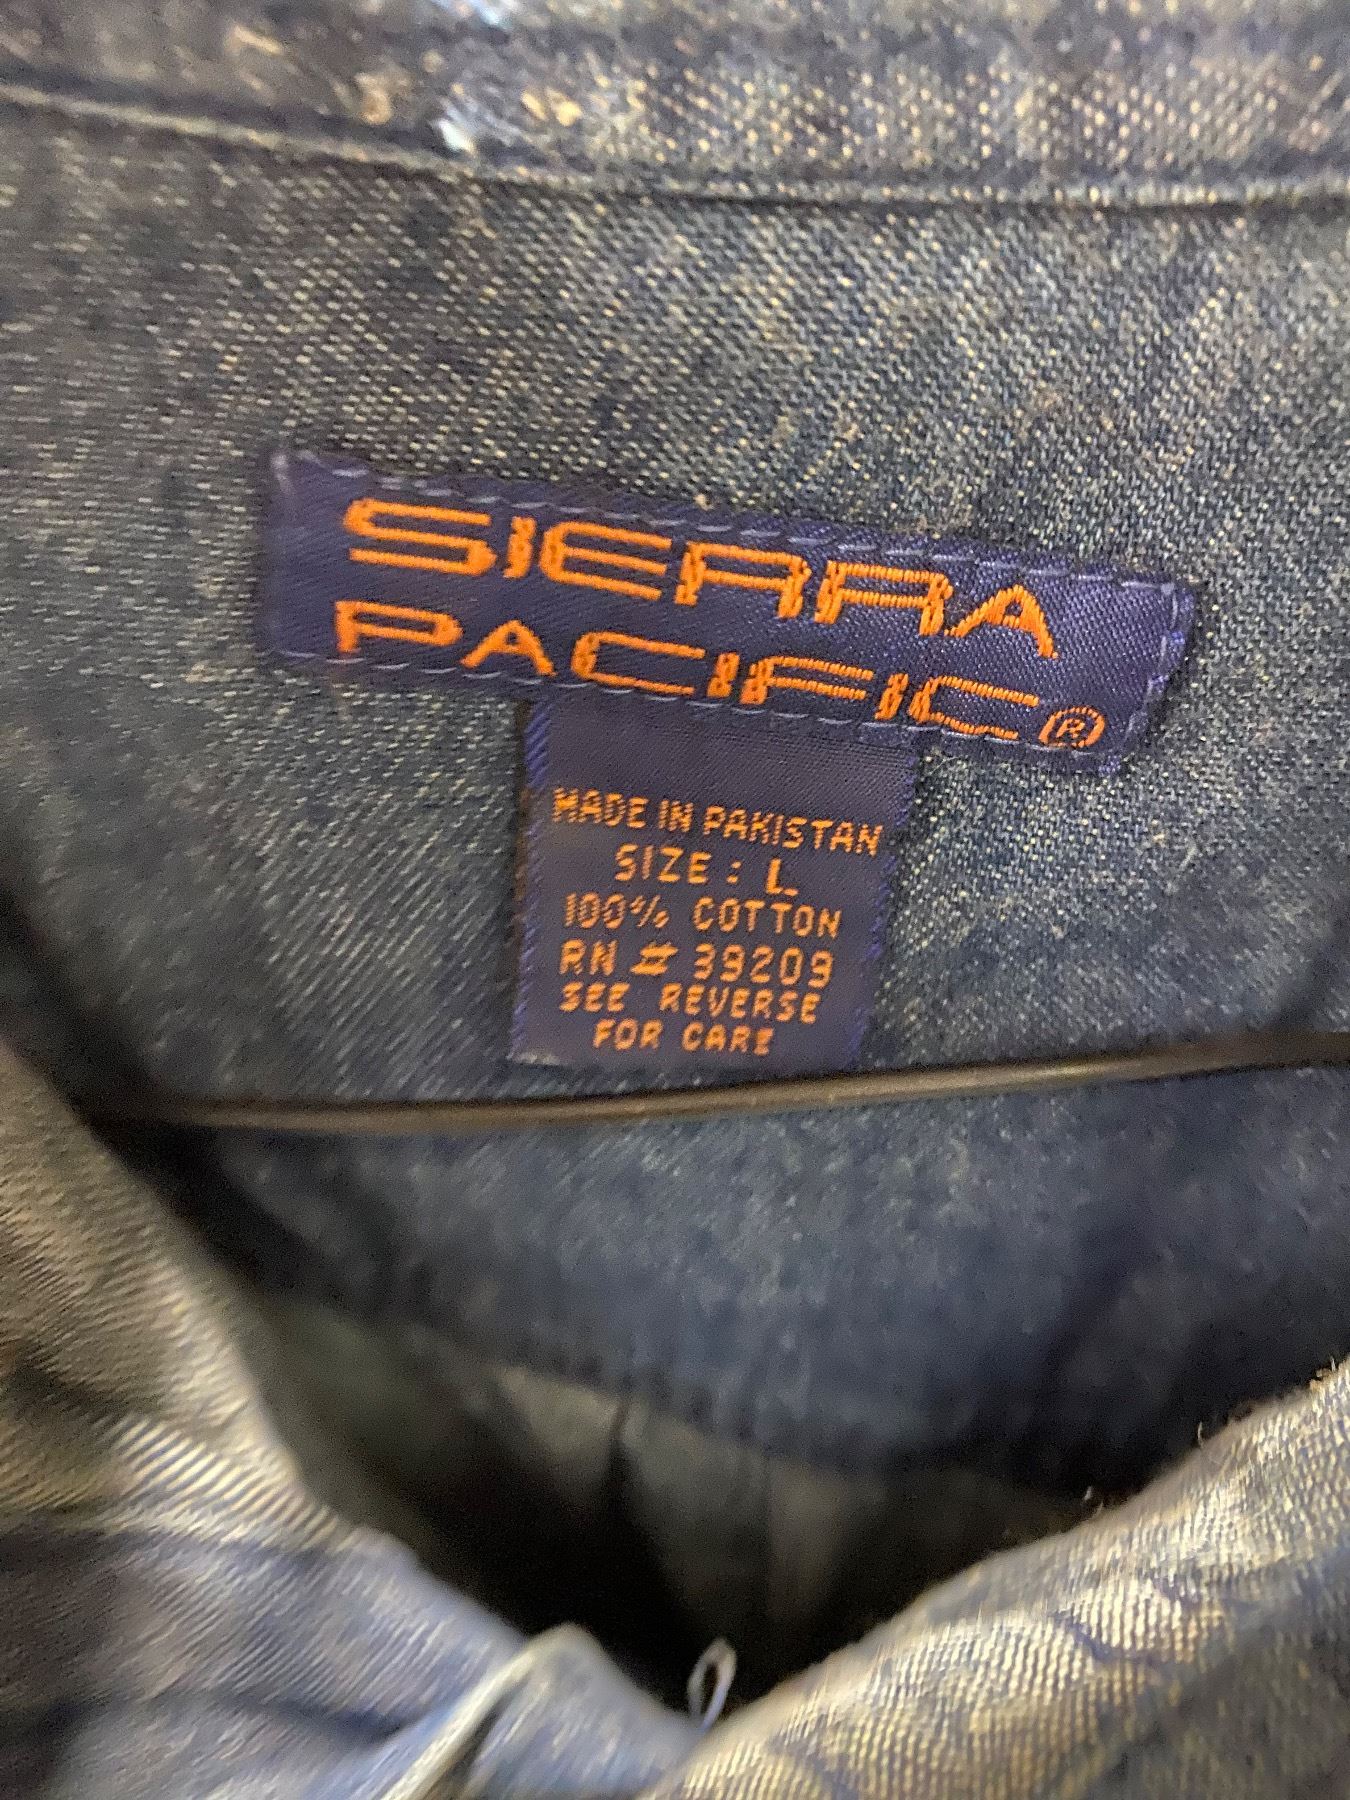 SIERRA
PACIFIC®
MADE IN PAKISTAN
SIZE: L
100% COTTON
RN # 39209
SEE REVERSE
FOR CARE